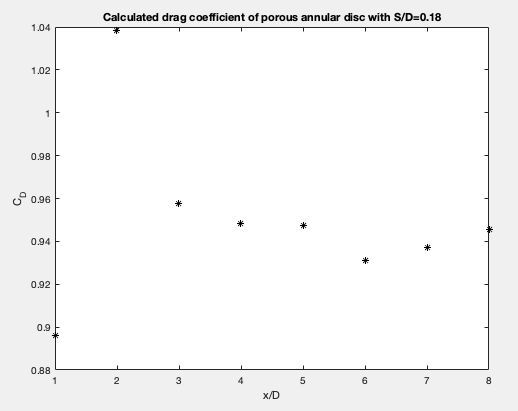 Calculated drag coefficient of porous annular disc with S/D=0.18
1.04
1.02
1
0.98
0.96
0.94
0.92
0.9
0.88
C_D
1 2 3 4 5 6 7 8
x/D